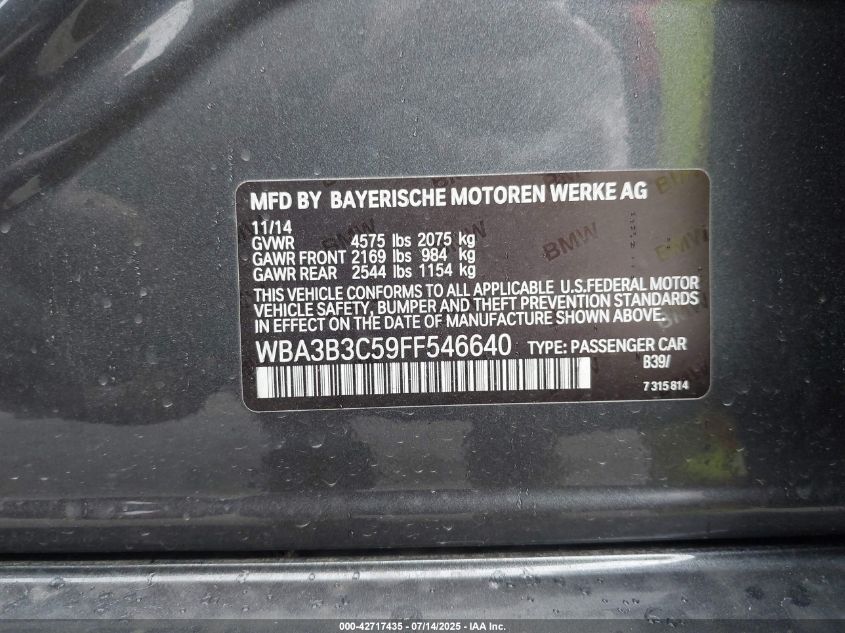 MFD BY BAYERISCHE MOTOREN WERKE AG
11/14
GVWR 4575 lbs 2075 kg
GAWR FRONT 2169 lbs 984 kg
GAWR REAR 2544 lbs 1154 kg
THIS VEHICLE CONFORMS TO ALL APPLICABLE U.S.FEDERAL MOTOR
VEHICLE SAFETY, BUMPER AND THEFT PREVENTION STANDARDS
IN EFFECT ON THE DATE OF MANUFACTURE SHOWN ABOVE.
WBA3B3C59FF546640 TYPE: PASSENGER CAR
B39/
7 315 814
000-42717435 - 07/14/2025 - IAA Inc.